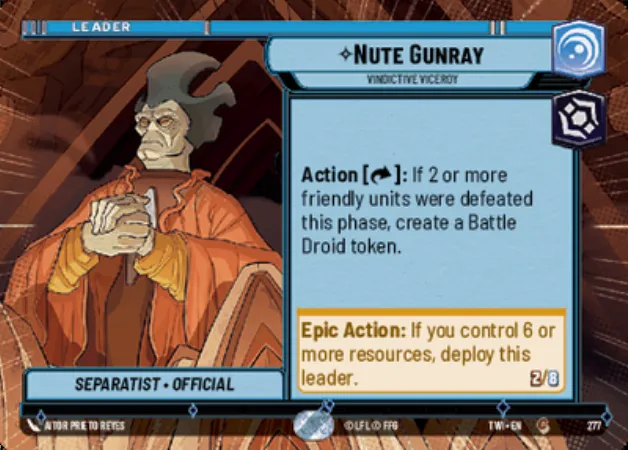 LEADER
NUTE GUNRAY
VINDICTIVE VICEROY
Action [ ]: If 2 or more
friendly units were defeated
this phase, create a Battle
Droid token.
Epic Action: If you control 6 or
more resources, deploy this
leader.
2/8
SEPARATIST • OFFICIAL
AITOR PRIETO REYES
© LFL © FFG
TWI • EN
277